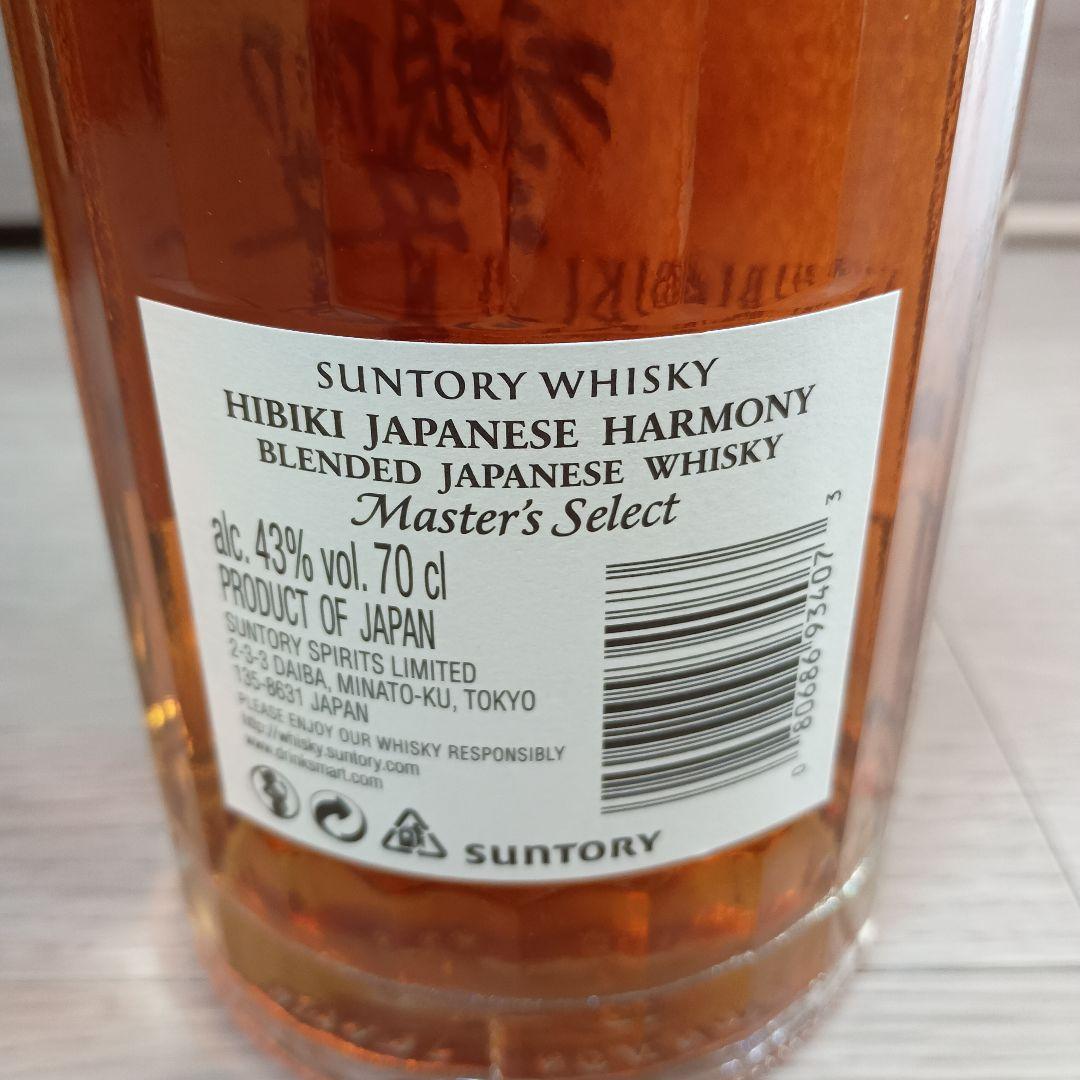 SUNTORY WHISKY
HIBIKI JAPANESE HARMONY
BLENDED JAPANESE WHISKY
Master's Select
alc. 43% vol. 70 cl
PRODUCT OF JAPAN
SUNTORY SPIRITS LIMITED
2-3-3 DAIBA, MINATO-KU, TOKYO
135-8631 JAPAN
PLEASE ENJOY OUR WHISKY RESPONSIBLY
http://whisky.suntory.com
www.drinksmart.com
SUNTORY
0 80686 93407 3